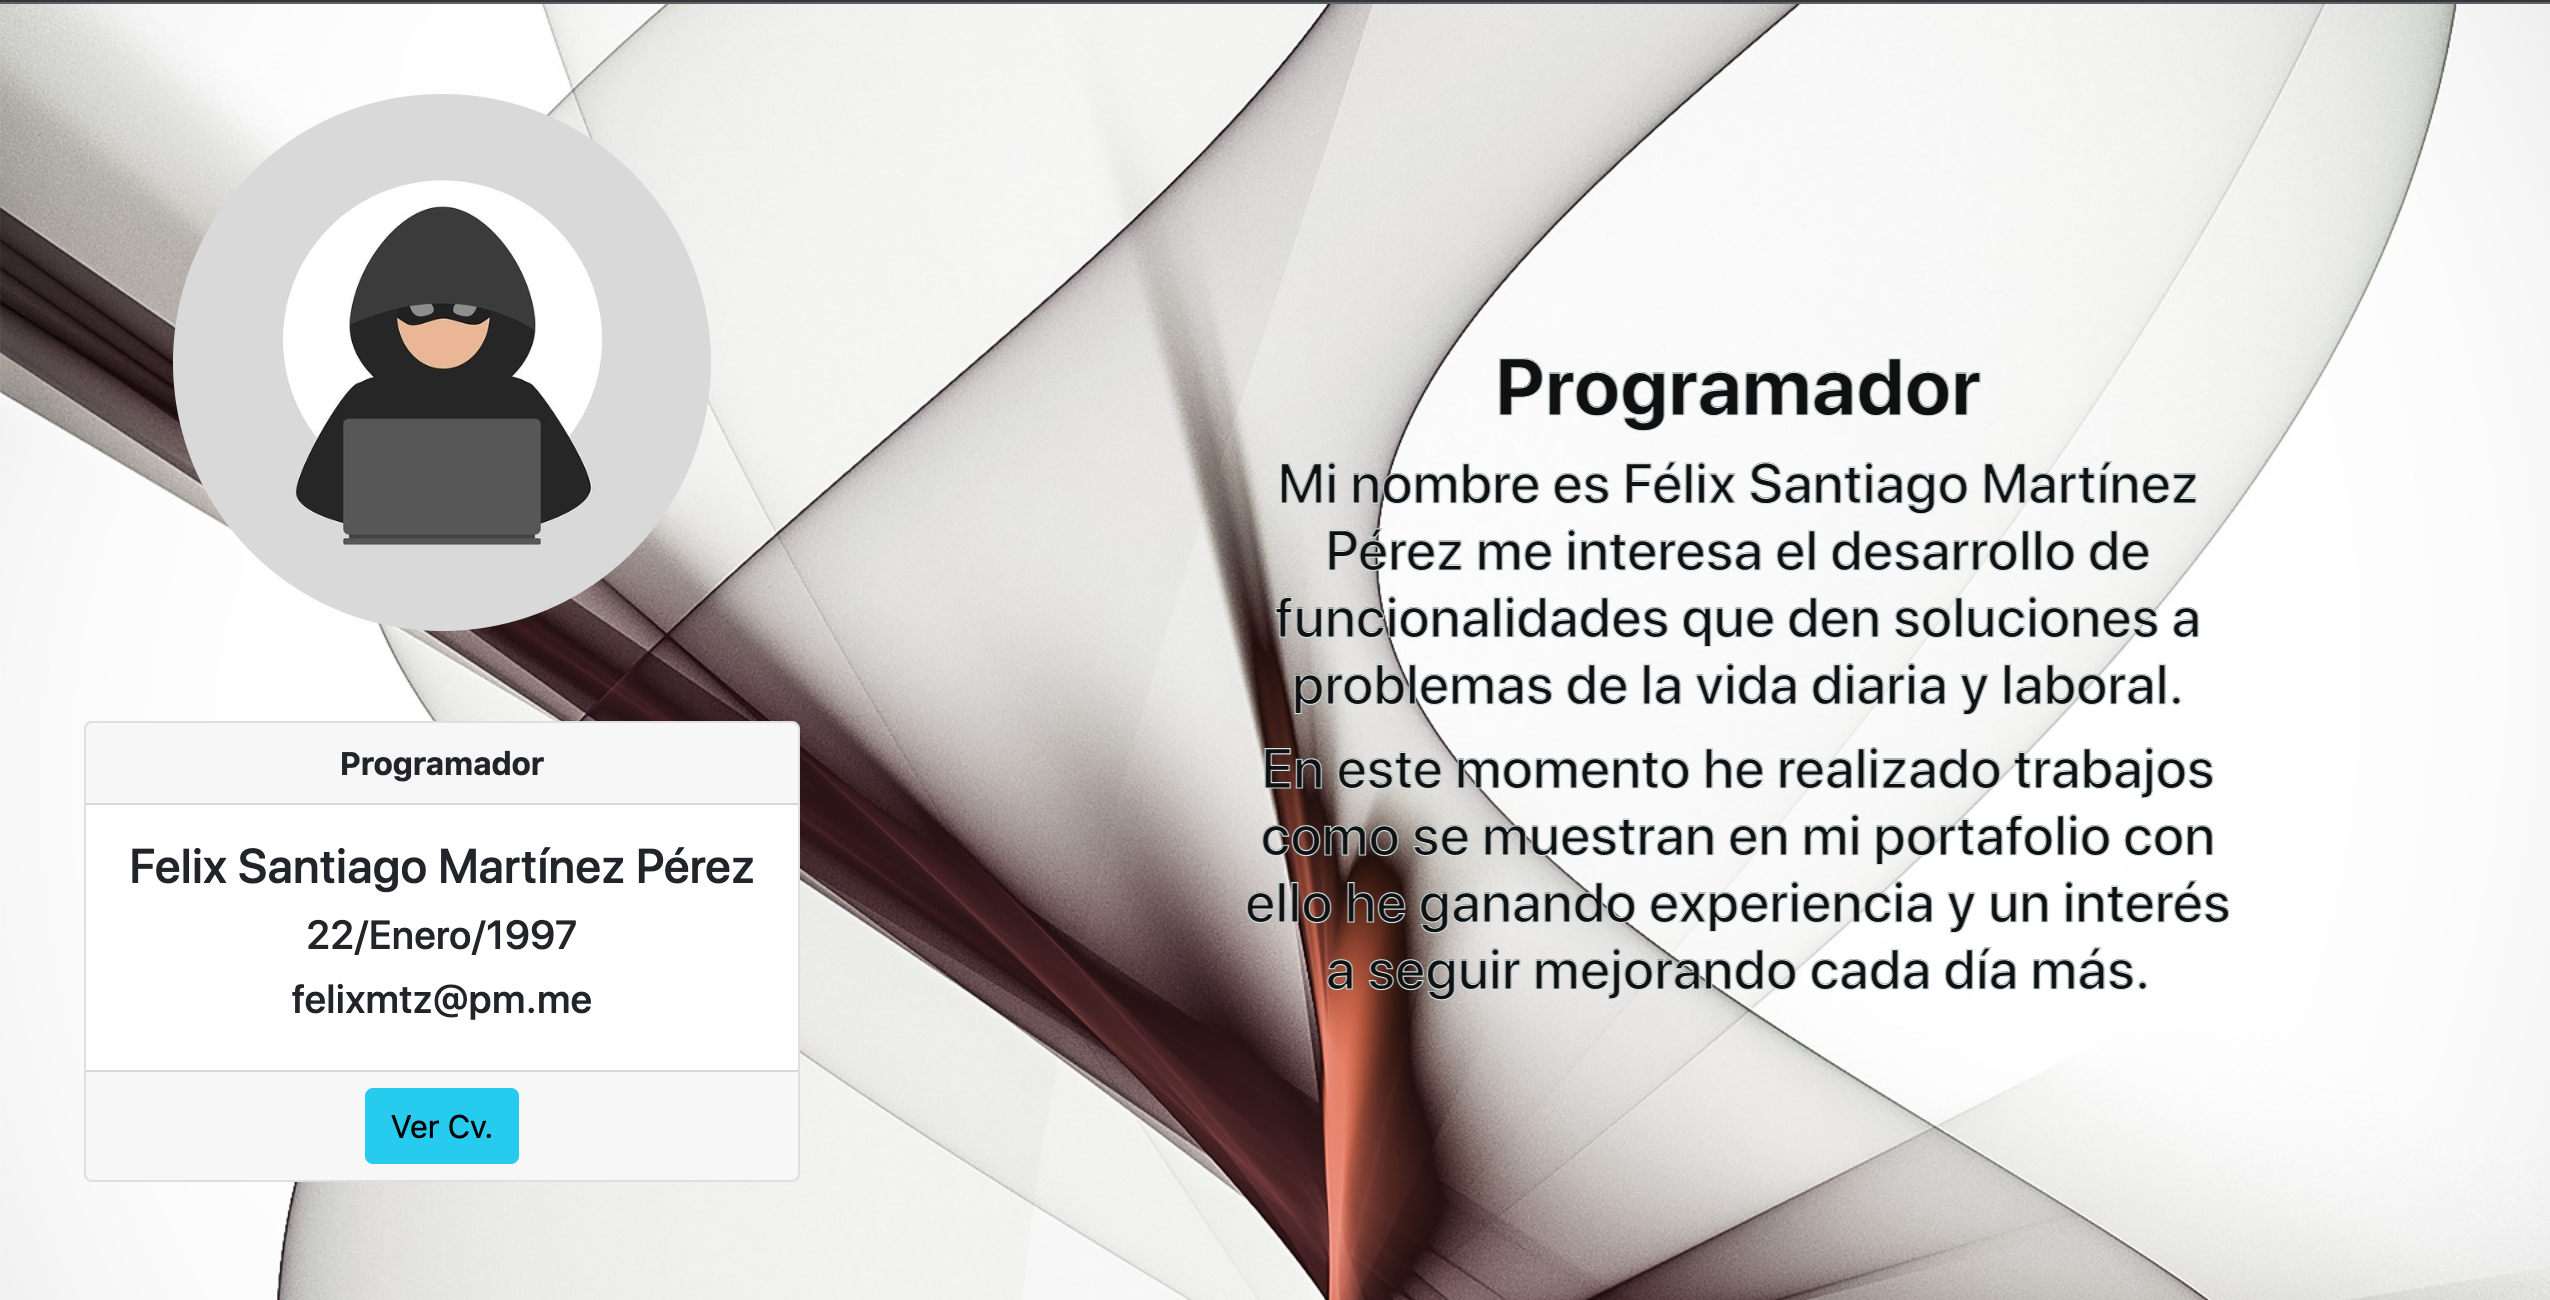 Programador
Felix Santiago Martínez Pérez
22/Enero/1997
felixmtz@pm.me
Ver Cv.
Programador
Mi nombre es Félix Santiago Martínez
Pérez me interesa el desarrollo de
funcionalidades que den soluciones a
problemas de la vida diaria y laboral.
En este momento he realizado trabajos
como se muestran en mi portafolio con
ello he ganando experiencia y un interés
a seguir mejorando cada día más.